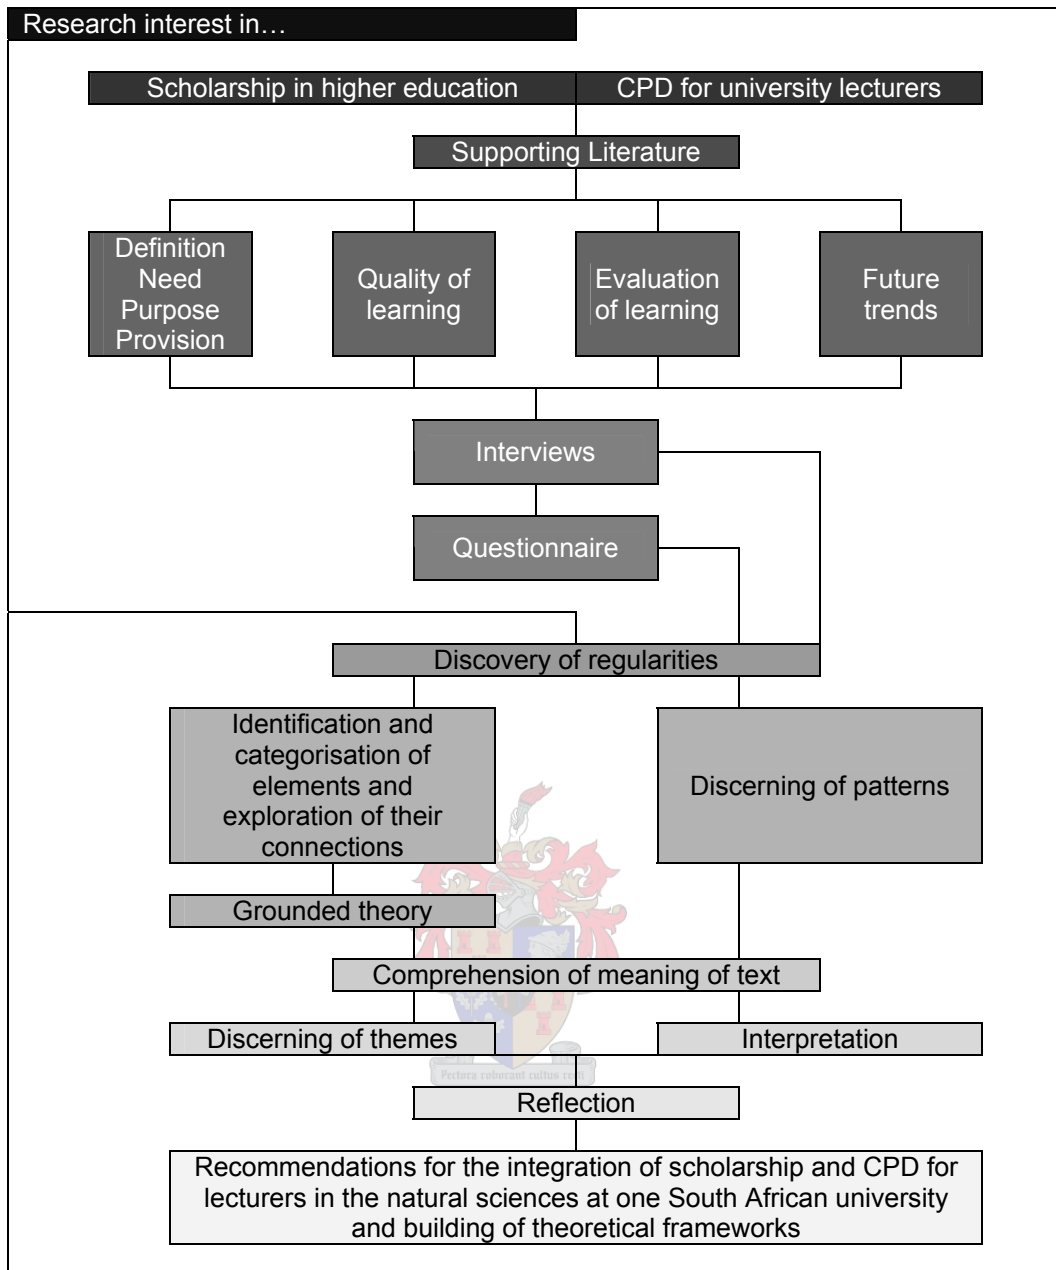 Research interest in…
Scholarship in higher education
CPD for university lecturers
Supporting Literature
Definition
Need
Purpose
Provision
Quality of
learning
Evaluation
of learning
Future
trends
Interviews
Questionnaire
Discovery of regularities
Identification and
categorisation of
elements and
exploration of their
connections
Discerning of patterns
Grounded theory
Comprehension of meaning of text
Discerning of themes
Interpretation
Pectora roborant cultus recti
Reflection
Recommendations for the integration of scholarship and CPD for
lecturers in the natural sciences at one South African university
and building of theoretical frameworks